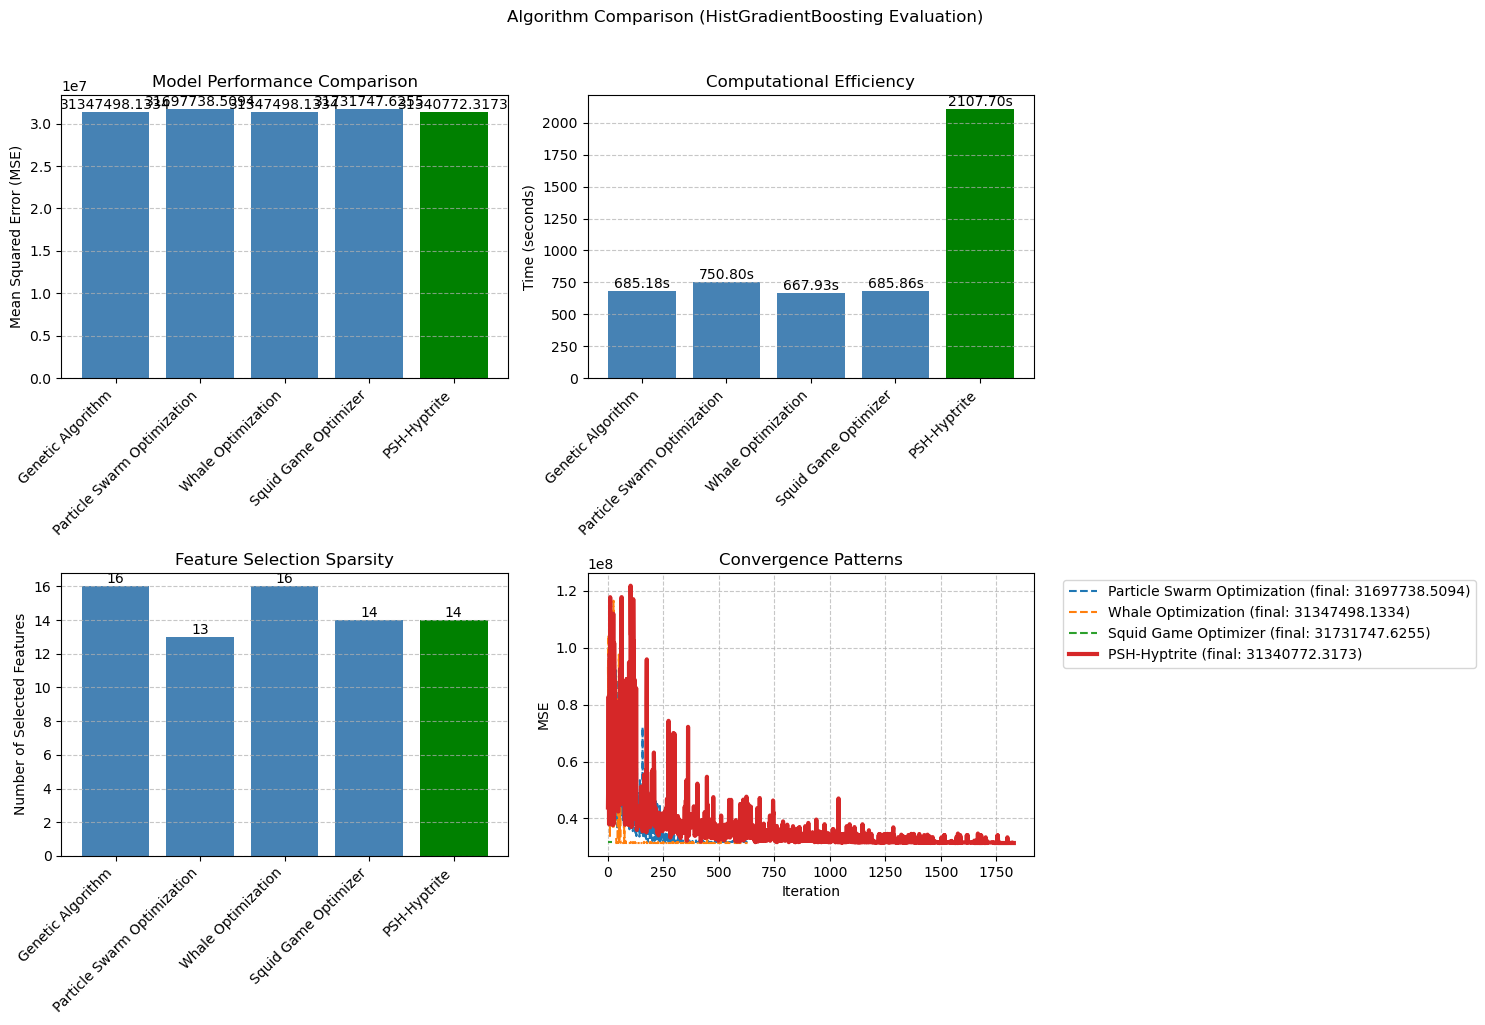 Algorithm Comparison (HistGradientBoosting Evaluation)
Model Performance Comparison
1e7
31347498.1334
31697738.5094
31347498.1334
31731747.6255
31340772.3173
Mean Squared Error (MSE)
3.0
2.5
2.0
1.5
1.0
0.5
0.0
Genetic Algorithm
Particle Swarm Optimization
Whale Optimization
Squid Game Optimizer
PSH-Hyptrite
Computational Efficiency
2107.70s
685.18s
750.80s
667.93s
685.86s
Time (seconds)
2000
1750
1500
1250
1000
750
500
250
0
Genetic Algorithm
Particle Swarm Optimization
Whale Optimization
Squid Game Optimizer
PSH-Hyptrite
Feature Selection Sparsity
16
13
16
14
14
Number of Selected Features
16
14
12
10
8
6
4
2
0
Genetic Algorithm
Particle Swarm Optimization
Whale Optimization
Squid Game Optimizer
PSH-Hyptrite
Convergence Patterns
1e8
MSE
1.2
1.0
0.8
0.6
0.4
0 250 500 750 1000 1250 1500 1750
Iteration
Particle Swarm Optimization (final: 31697738.5094)
Whale Optimization (final: 31347498.1334)
Squid Game Optimizer (final: 31731747.6255)
PSH-Hyptrite (final: 31340772.3173)